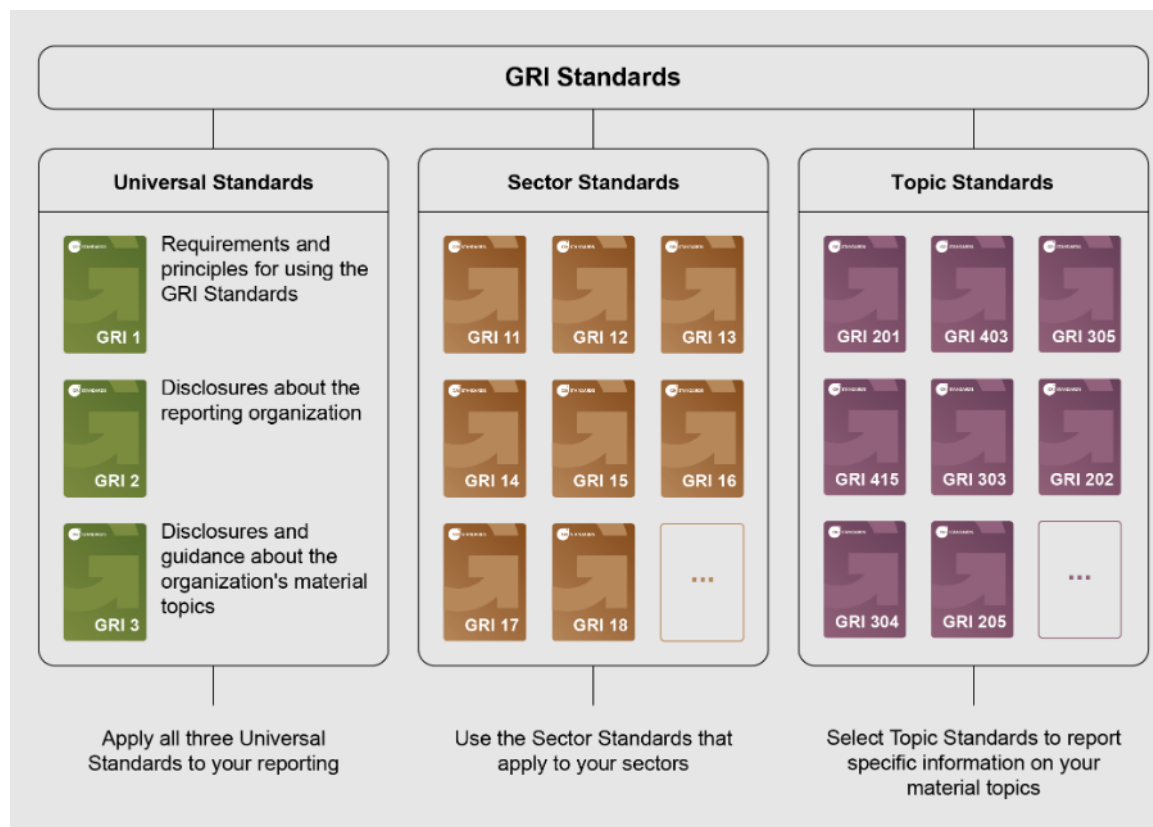 GRI Standards
Universal Standards
Requirements and
principles for using the
GRI Standards
GRI 1
Disclosures about the
reporting organization
GRI 2
Disclosures and
guidance about the
organization's material
topics
GRI 3
Apply all three Universal
Standards to your reporting
Sector Standards
GRI 11
GRI 12
GRI 13
GRI 14
GRI 15
GRI 16
GRI 17
GRI 18
...
Use the Sector Standards that
apply to your sectors
Topic Standards
GRI 201
GRI 403
GRI 305
GRI 415
GRI 303
GRI 202
GRI 304
GRI 205
...
Select Topic Standards to report
specific information on your
material topics